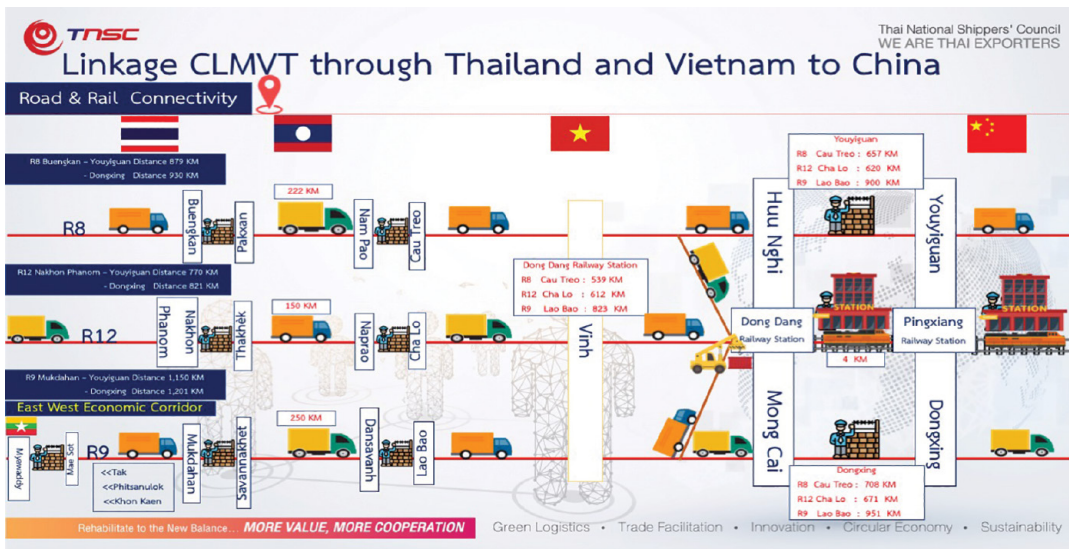 TNSC
Thai National Shippers' Council
WE ARE THAI EXPORTERS
Linkage CLMVT through Thailand and Vietnam to China
Road & Rail Connectivity
R8 Buengkan – Youyiguan Distance 879 KM
- Dongxing Distance 930 KM
R8
Buengkan
Pakxan
222 KM
Nam Pao
Cau Treo
R12 Nakhon Phanom – Youyiguan Distance 770 KM
- Dongxing Distance 821 KM
R12
Nakhon
Phanom
Thakhek
150 KM
Naprao
Cha Lo
R9 Mukdahan – Youyiguan Distance 1,150 KM
- Dongxing Distance 1,201 KM
East West Economic Corridor
Myawaddy
Mae Sot
R9
<<Tak
<<Phitsanulok
<<Khon Kaen
Mukdahan
Savannakhet
250 KM
Dansavanh
Lao Bao
Dong Dang Railway Station
R8 Cau Treo : 539 KM
R12 Cha Lo : 612 KM
R9 Lao Bao : 823 KM
Vinh
Youyiguan
R8 Cau Treo : 657 KM
R12 Cha Lo : 620 KM
R9 Lao Bao : 900 KM
Huu Nghi
Youyiguan
Dong Dang
Railway Station
STATION
4 KM
Pingxiang
Railway Station
STATION
Mong Cai
Dongxing
Dongxing
R8 Cau Treo : 708 KM
R12 Cha Lo : 671 KM
R9 Lao Bao : 951 KM
Rehabilitate to the New Balance... MORE VALUE, MORE COOPERATION
Green Logistics • Trade Facilitation • Innovation • Circular Economy • Sustainability